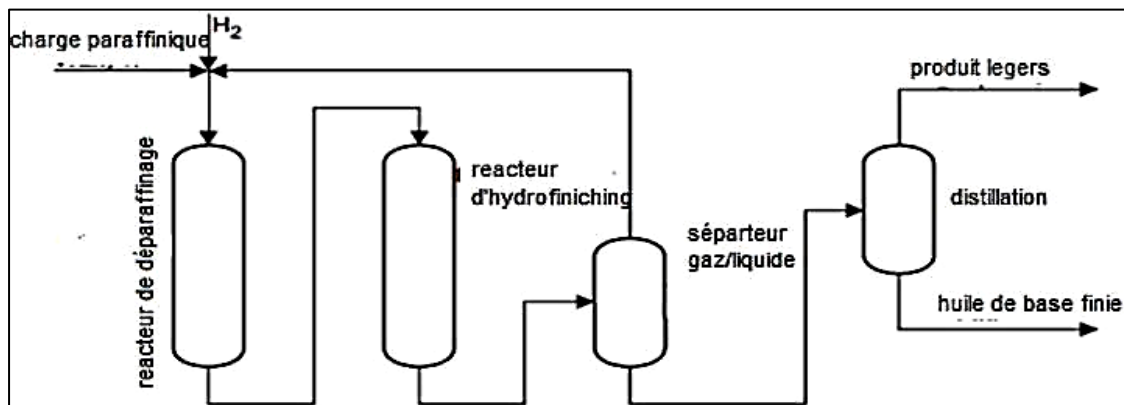 H2
charge paraffinique
produit legers
reacteur de déparaffinage
reacteur
d'hydrofiniching
séparteur
gaz/liquide
distillation
huile de base finie